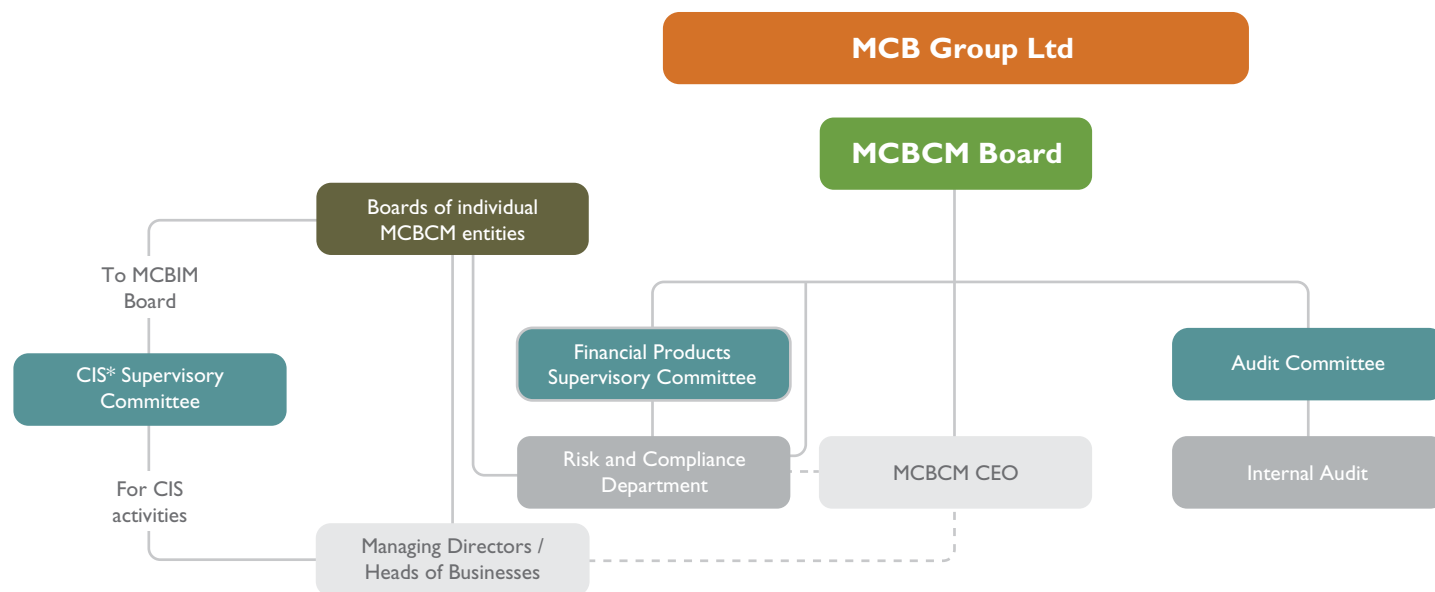 MCB Group Ltd
MCBCM Board
Boards of individual
MCBCM entities
To MCBIM
Board
CIS* Supervisory
Committee
Financial Products
Supervisory Committee
Audit Committee
Risk and Compliance
Department
MCBCM CEO
Internal Audit
For CIS
activities
Managing Directors /
Heads of Businesses